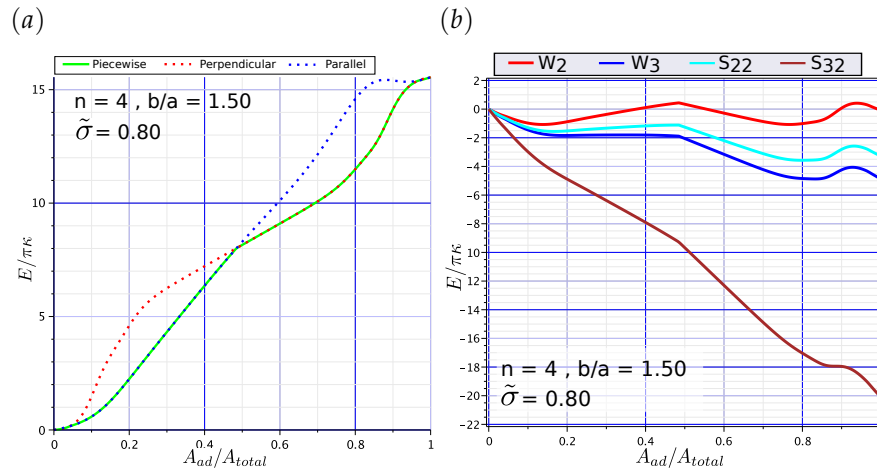 (a)
Piecewise Perpendicular Parallel
n = 4 , b/a = 1.50
σ̃ = 0.80
15
10
5
0
E/πκ
0 0.2 0.4 0.6 0.8 1
A_ad/A_total
(b)
W2 W3 S22 S32
2
0
−2
−4
−6
−8
−10
−12
−14
−16
−18
−20
−22
E/πκ
n = 4 , b/a = 1.50
σ̃ = 0.80
0 0.2 0.4 0.6 0.8
A_ad/A_total